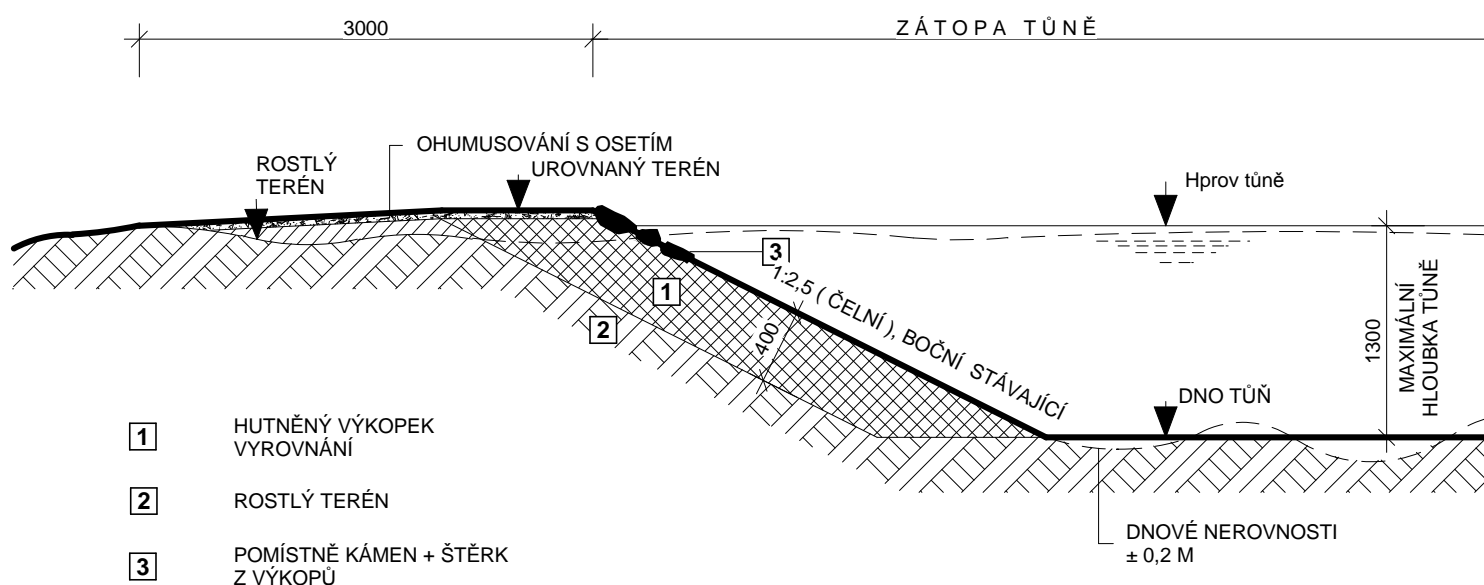 3000
ZÁTOPA TŮNĚ
OHUMUSOVÁNÍ S OSETÍM
UROVNANÝ TERÉN
ROSTLÝ
TERÉN
Hprov tůně
3
1
2
1:2,5 ( ČELNÍ ), BOČNÍ STÁVAJÍCÍ
400
1300
MAXIMÁLNÍ
HLOUBKA TŮNĚ
DNO TŮŇ
1 HUTNĚNÝ VÝKOPEK
VYROVNÁNÍ
2 ROSTLÝ TERÉN
3 POMÍSTNĚ KÁMEN + ŠTĚRK
Z VÝKOPŮ
DNOVÉ NEROVNOSTI
± 0,2 M